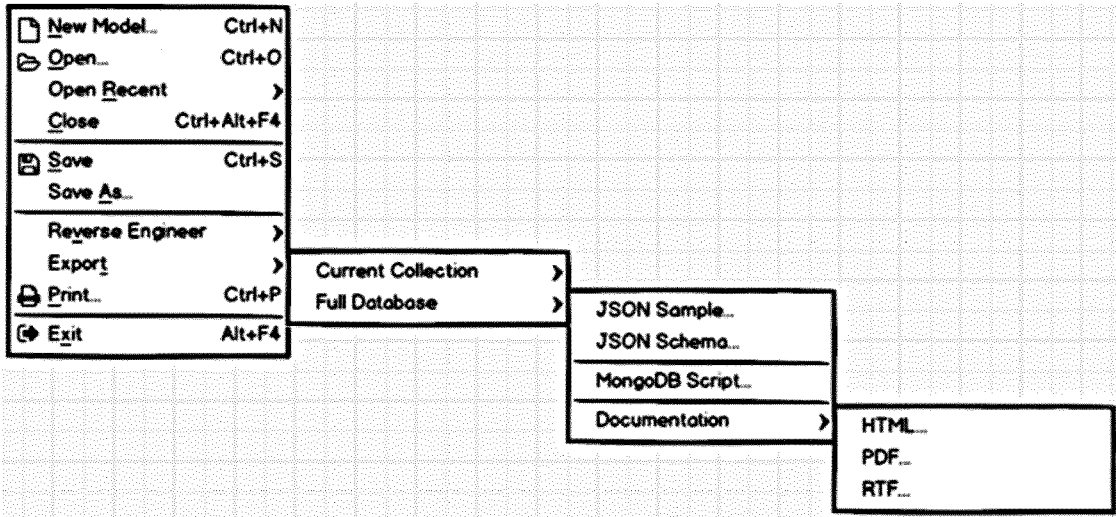 New Model... Ctrl+N
Open... Ctrl+O
Open Recent
Close Ctrl+Alt+F4
Save Ctrl+S
Save As...
Reverse Engineer
Export
Print... Ctrl+P
Exit Alt+F4
Current Collection
Full Database
JSON Sample...
JSON Schema...
MongoDB Script...
Documentation
HTML...
PDF...
RTF...